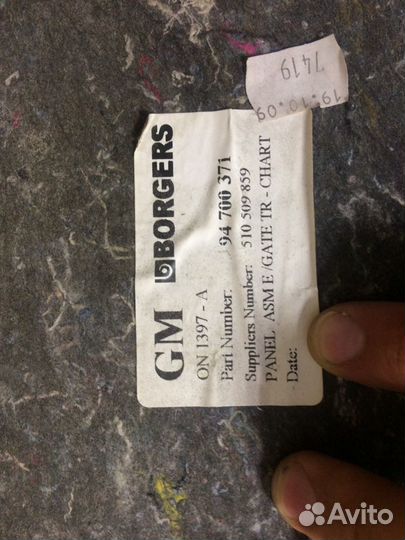 GM BORGERS
ON 1397 - A
Part Number: 94 700 371
Suppliers Number: 510 509 859
PANEL ASM E /GATE TR - CHART
Date:
7419
19.10.09
Avito